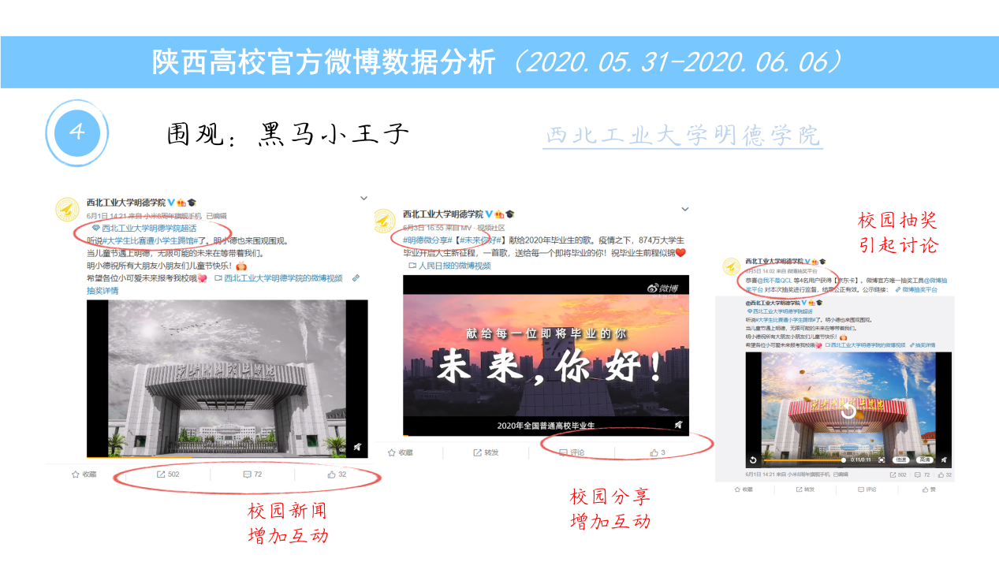 陕西高校官方微博数据分析（2020.05.31-2020.06.06）
4
围观：黑马小王子
西北工业大学明德学院
西北工业大学明德学院
6月1日 14:21 来自 小米8周年旗舰手机 已编辑
西北工业大学明德学院超话
听说#大学生比赛遭小学生踢馆#了。明小德也来围观围观。
当儿童节遇上明德，无限可能的未来在等带着我们。
明小德祝所有大朋友小朋友们儿童节快乐！
希望各位小可爱未来报考我校哦 西北工业大学明德学院的微博视频
抽奖详情
收藏
502
72
32
校园新闻
增加互动
西北工业大学明德学院
6月3日 16:55 来自 MV · 视频社区
#明德微分享#【#未来你好#】献给2020年毕业生的歌。疫情之下，874万大学生
毕业开启人生新征程，一首歌，送给每一个即将毕业的你！祝毕业生前程似锦
人民日报的微博视频
微博
献给每一位即将毕业的你
未来，你好！
2020年全国普通高校毕业生
收藏
转发
评论
3
校园分享
增加互动
校园抽奖
引起讨论
西北工业大学明德学院
6月5日 14:02 来自 微博抽奖平台
恭喜@我不是QCL 等4名用户获得【京东卡】。微博官方唯一抽奖工具@微博抽
奖平台 对本次抽奖进行监督，结果公正有效。公示链接： 微博抽奖平台
@西北工业大学明德学院
西北工业大学明德学院超话
听说#大学生比赛遭小学生踢馆#了。明小德也来围观围观。
当儿童节遇上明德，无限可能的未来在等带着我们。
明小德祝所有大朋友小朋友们儿童节快乐！
希望各位小可爱未来报考我校哦 西北工业大学明德学院的微博视频 抽奖详情
0:11/0:11
倍速
高清
6月1日 14:21 来自 小米8周年旗舰手机 已编辑
502
72
32
收藏
转发
评论
赞